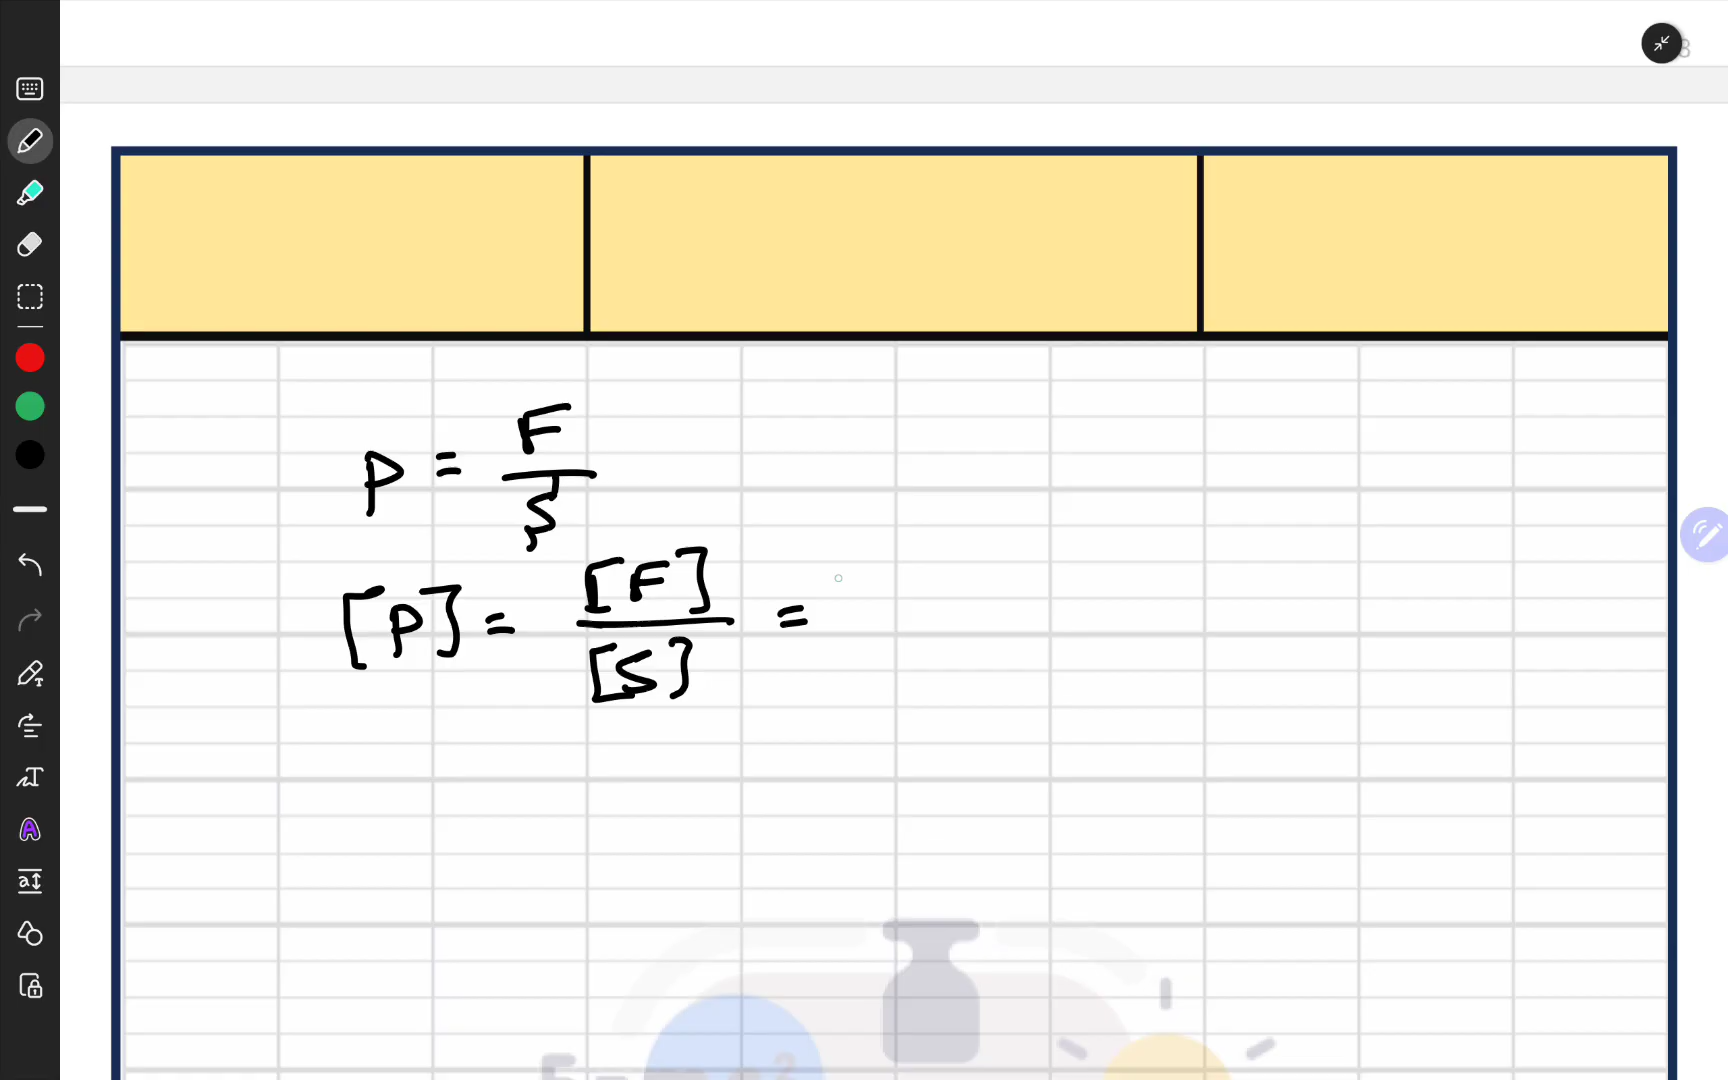 P = F/S
[P] = [F]/[S] =